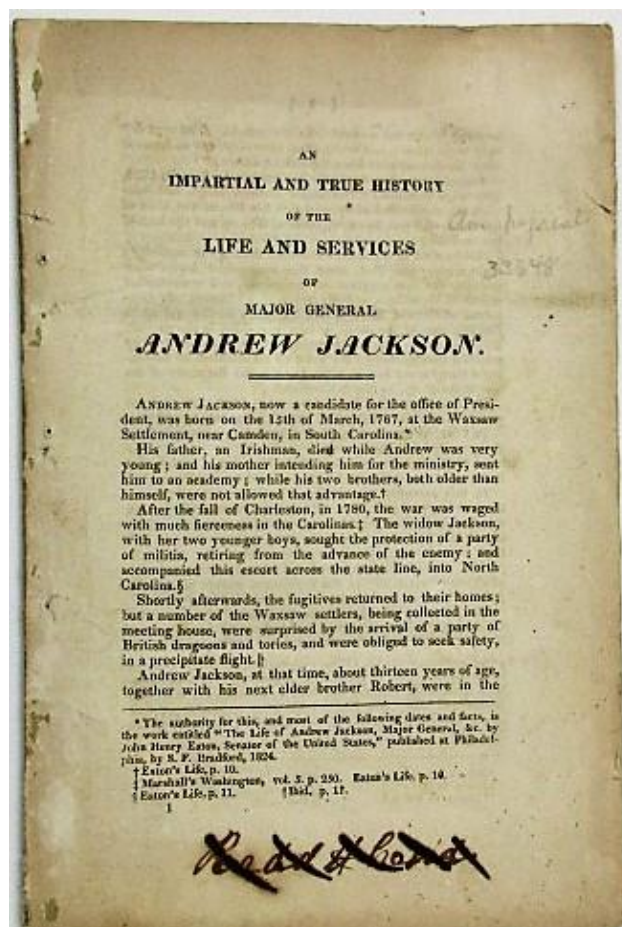 AN
IMPARTIAL AND TRUE HISTORY
OF THE
LIFE AND SERVICES
OF
MAJOR GENERAL
ANDREW JACKSON.
33548
ANDREW JACKSON, now a candidate for the office of Presi-
dent, was born on the 15th of March, 1767, at the Waxsaw
Settlement, near Camden, in South Carolina.*
His father, an Irishman, died while Andrew was very
young; and his mother intending him for the ministry, sent
him to an academy; while his two brothers, both older than
himself, were not allowed that advantage.†
After the fall of Charleston, in 1780, the war was waged
with much fierceness in the Carolinas.‡ The widow Jackson,
with her two younger boys, sought the protection of a party
of militia, retiring from the advance of the enemy; and
accompanied this escort across the state line, into North
Carolina.§
Shortly afterwards, the fugitives returned to their homes;
but a number of the Waxsaw settlers, being collected in the
meeting house, were surprised by the arrival of a party of
British dragoons and tories, and were obliged to seek safety,
in a precipitate flight.||
Andrew Jackson, at that time, about thirteen years of age,
together with his next elder brother Robert, were in the
* The authority for this, and most of the following dates and facts, is
the work entitled "The Life of Andrew Jackson, Major General, &c. by
John Henry Eaton, Senator of the United States," published at Philadel-
phia, by S. F. Bradford, 1824.
† Eaton's Life, p. 10.
‡ Marshall's Washington, vol. 5. p. 250. Eaton's Life, p. 10.
§ Eaton's Life, p. 11. || Ibid, p. 11.
1